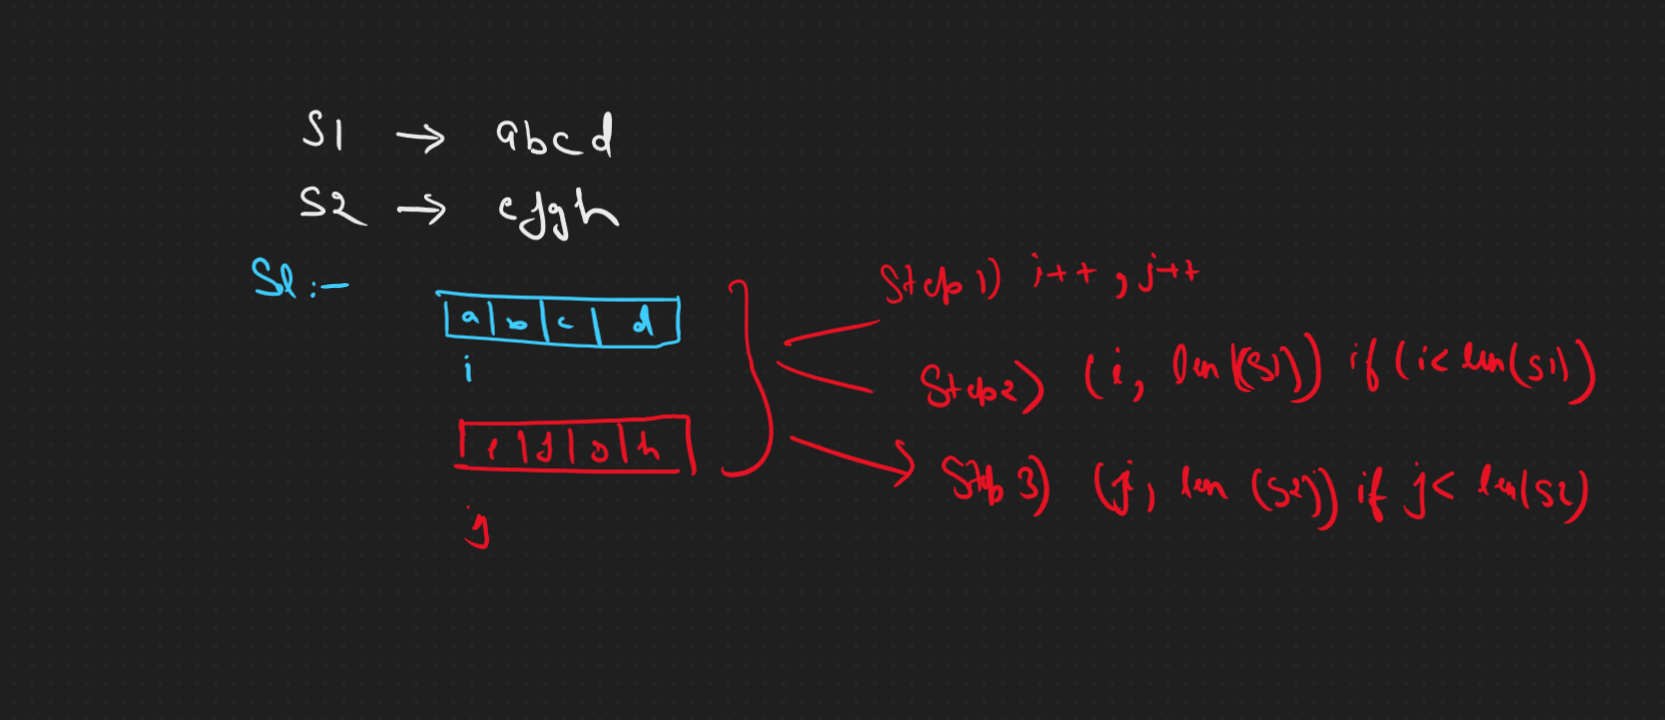 S1 → abcd
S2 → efgh
Sl :-
a b c d
i
e f g h
j
Step 1) i++ , j++
Step 2) (i, len(S1)) if (i < len(S1))
Step 3) (j, len (S2)) if j < len(S2)